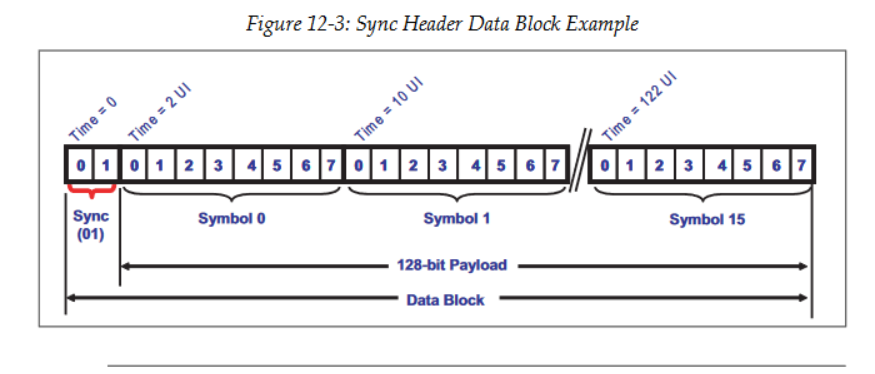 Figure 12-3: Sync Header Data Block Example
Time = 0
Time = 2 UI
Time = 10 UI
Time = 122 UI
0 1 0 1 2 3 4 5 6 7 0 1 2 3 4 5 6 7 0 1 2 3 4 5 6 7
Sync
(01)
Symbol 0
Symbol 1
Symbol 15
128-bit Payload
Data Block